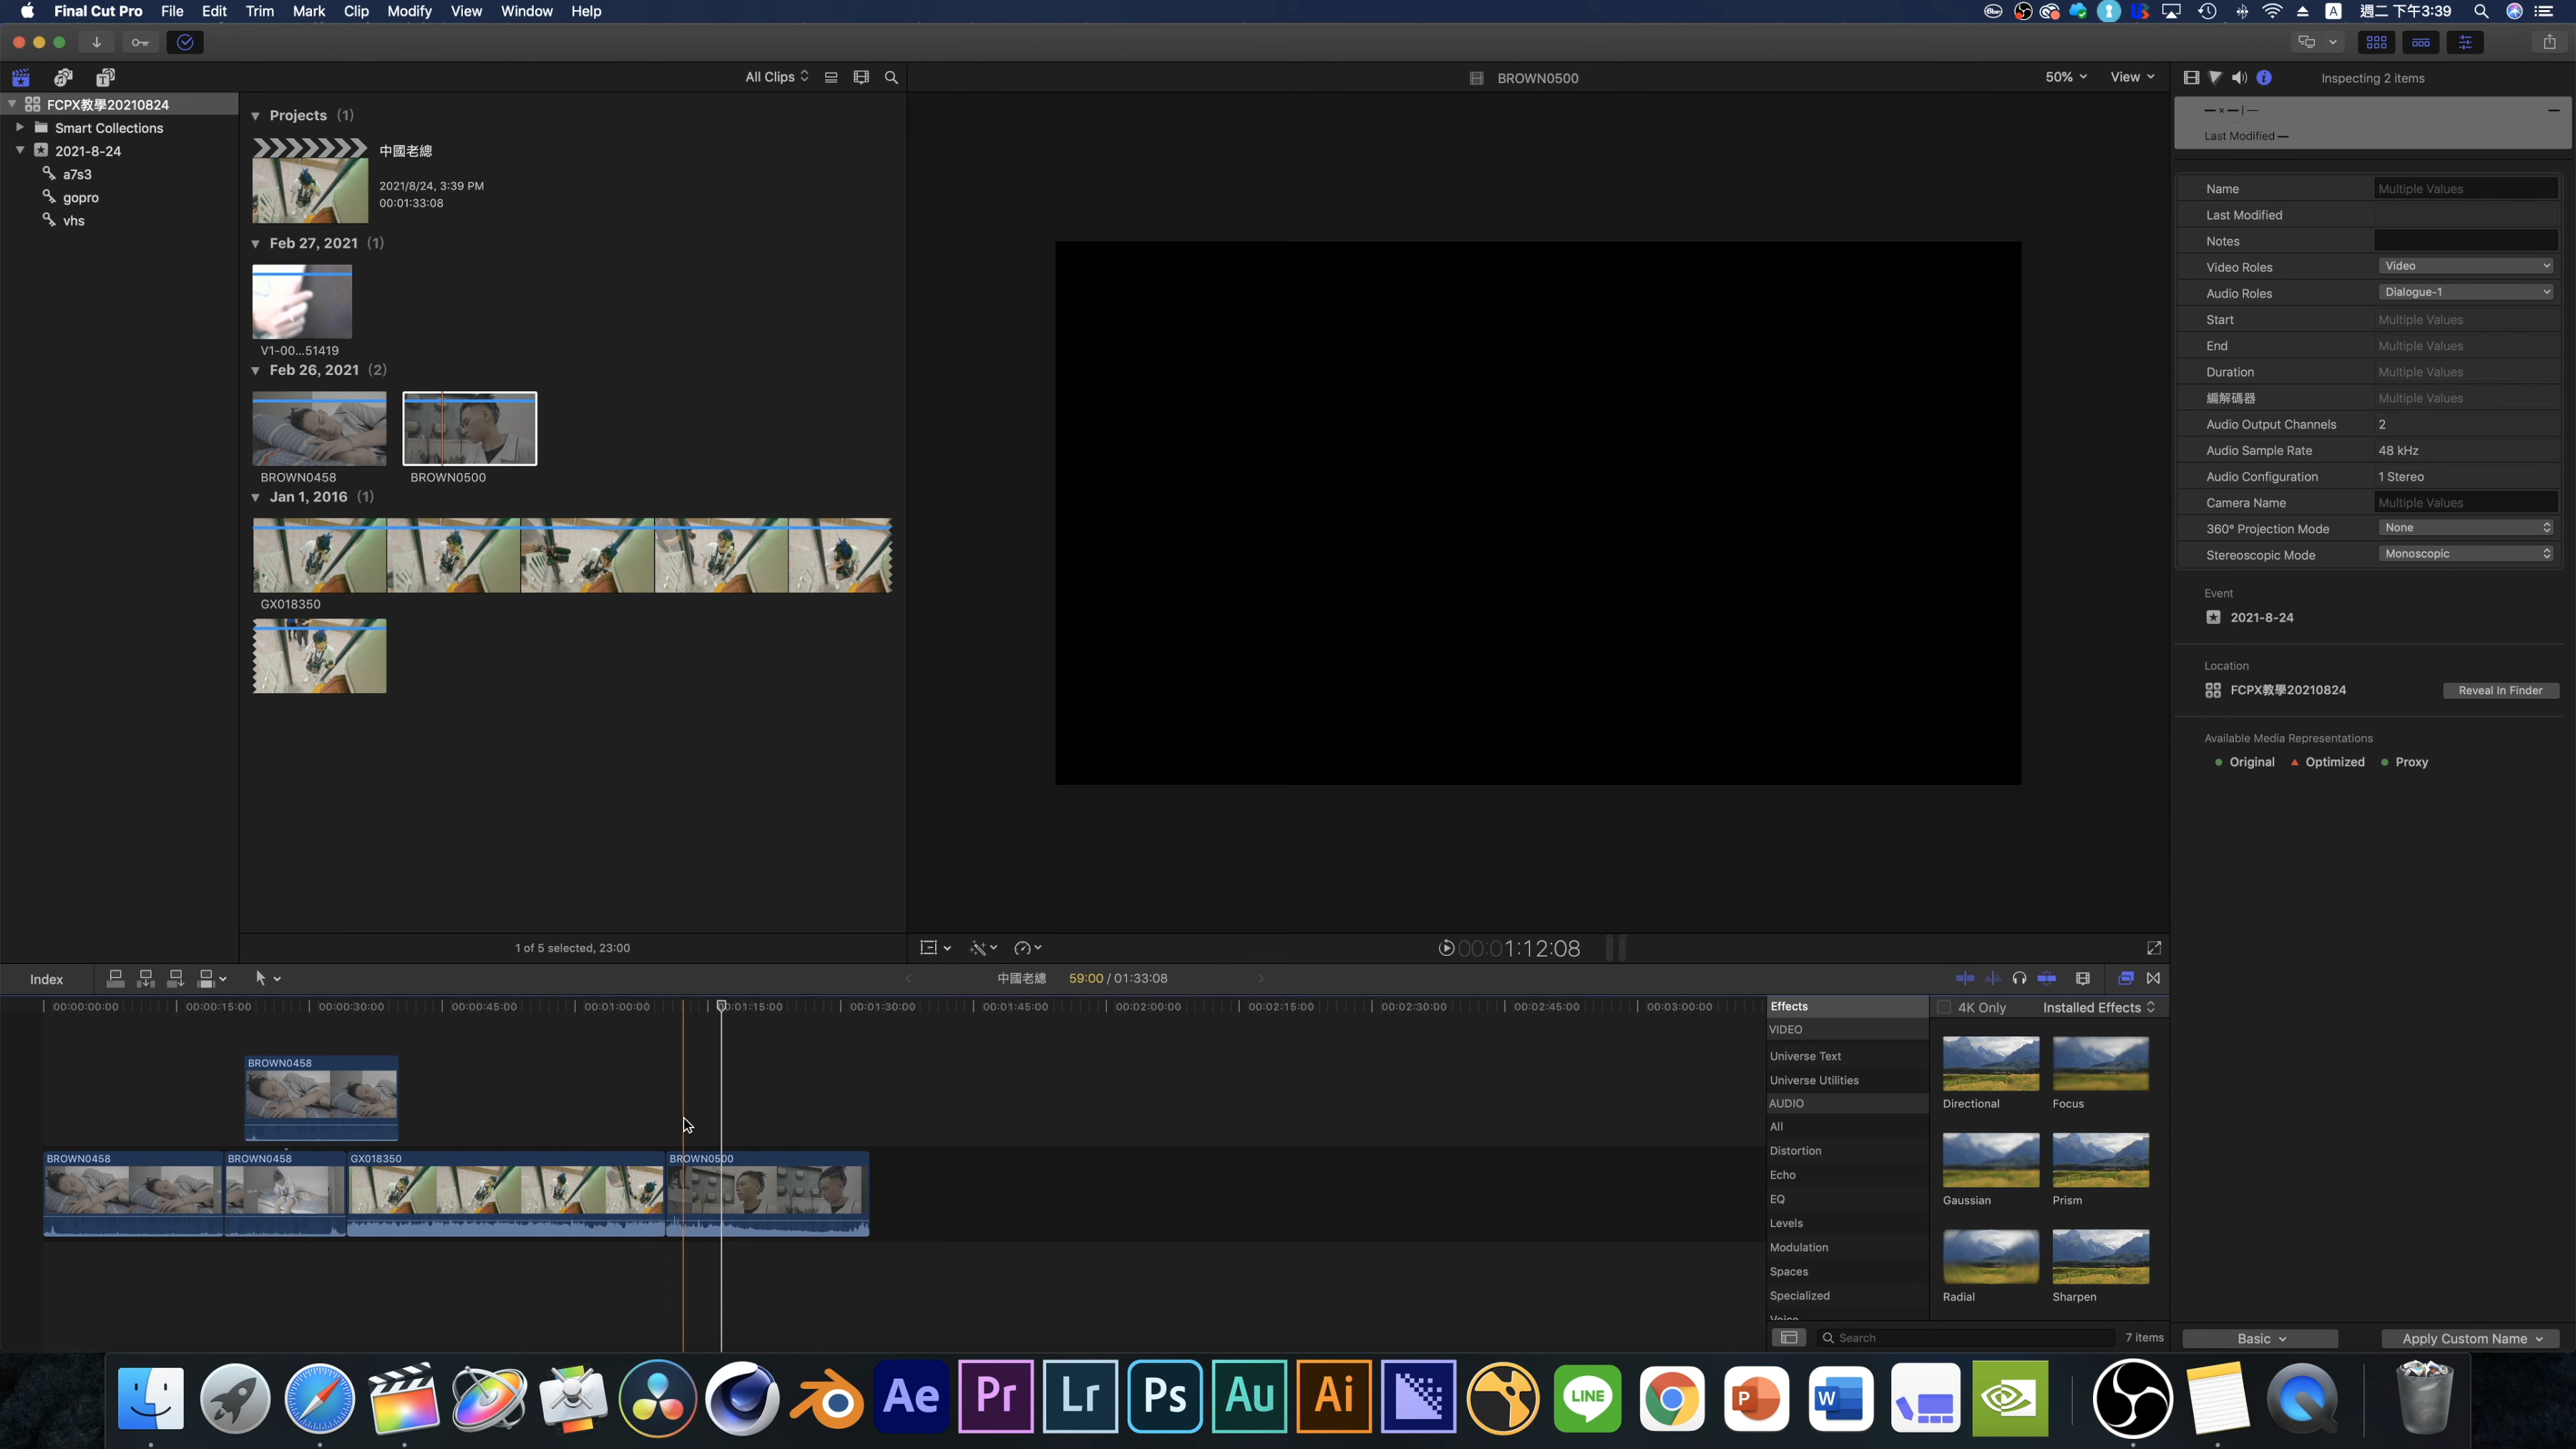 Final Cut Pro File Edit Trim Mark Clip Modify View Window Help
A 週二 下午3:39
All Clips
BROWN0500
50% View
Inspecting 2 items
FCPX教學20210824
Smart Collections
2021-8-24
a7s3
gopro
vhs
Projects (1)
中國老總
2021/8/24, 3:39 PM
00:01:33:08
Feb 27, 2021 (1)
V1-00...51419
Feb 26, 2021 (2)
BROWN0458
BROWN0500
Jan 1, 2016 (1)
GX018350
1 of 5 selected, 23:00
00:01:12:08
— × — | — —
Last Modified —
Name Multiple Values
Last Modified
Notes
Video Roles Video
Audio Roles Dialogue-1
Start Multiple Values
End Multiple Values
Duration Multiple Values
編解碼器 Multiple Values
Audio Output Channels 2
Audio Sample Rate 48 kHz
Audio Configuration 1 Stereo
Camera Name Multiple Values
360° Projection Mode None
Stereoscopic Mode Monoscopic
Event
2021-8-24
Location
FCPX教學20210824 Reveal In Finder
Available Media Representations
Original Optimized Proxy
Index
中國老總 59:00 / 01:33:08
00:00:00:00 00:00:15:00 00:00:30:00 00:00:45:00 00:01:00:00 00:01:15:00 00:01:30:00 00:01:45:00 00:02:00:00 00:02:15:00 00:02:30:00 00:02:45:00 00:03:00:00
BROWN0458
BROWN0458 BROWN0458 GX018350 BROWN0500
Effects
4K Only Installed Effects
VIDEO
Universe Text
Universe Utilities
AUDIO
All
Distortion
Echo
EQ
Levels
Modulation
Spaces
Specialized
Voice
Directional Focus
Gaussian Prism
Radial Sharpen
Search 7 items
Basic Apply Custom Name
Ae Pr Lr Ps Au Ai LINE P W